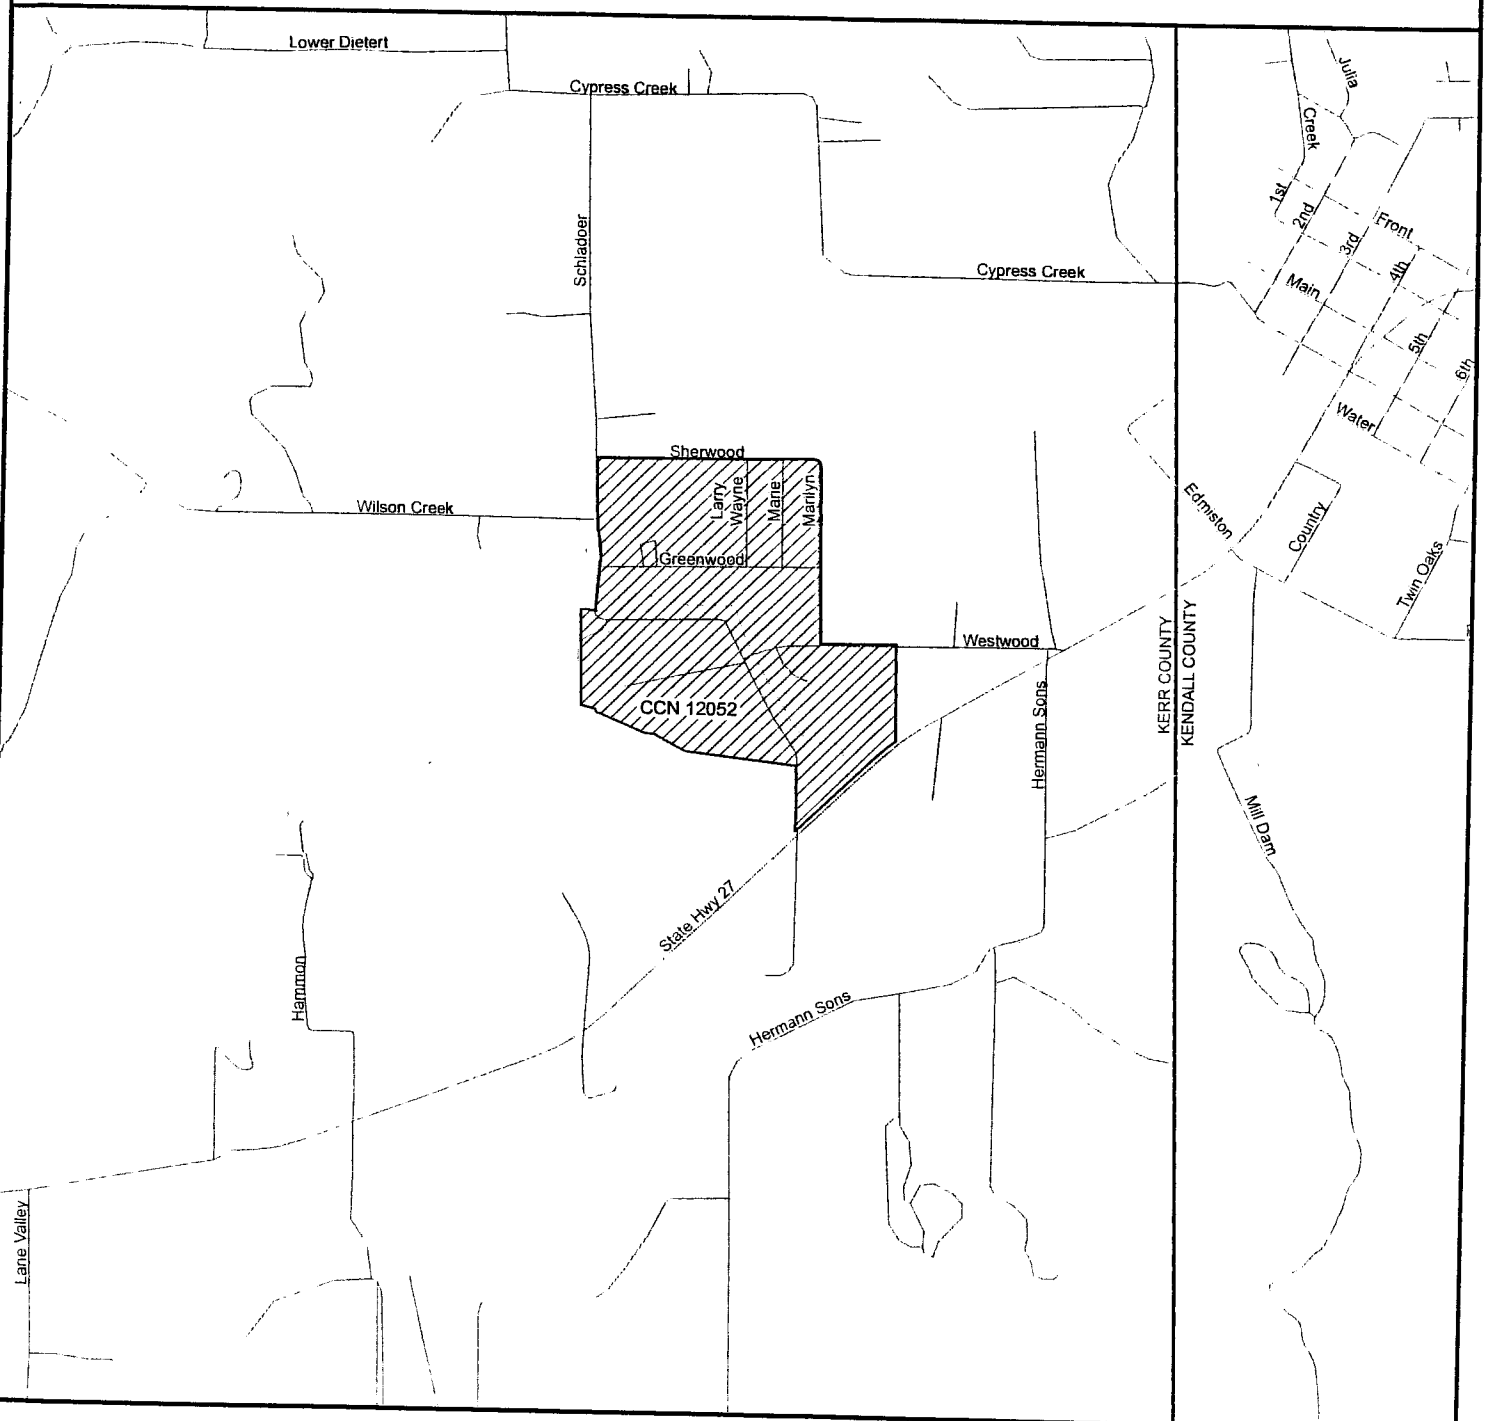 Lower Dietert
Cypress Creek
Julia
Creek
Schladoer
1st
2nd
3rd
Front
4th
Cypress Creek
Main
5th
6th
Water
Sherwood
Larry
Wayne
Mane
Marilyn
Wilson Creek
Edmiston
Country
Greenwood
Twin Oaks
Westwood
KERR COUNTY
KENDALL COUNTY
CCN 12052
Hermann Sons
Mill Dam
State Hwy 27
Hammon
Hermann Sons
Lane Valley